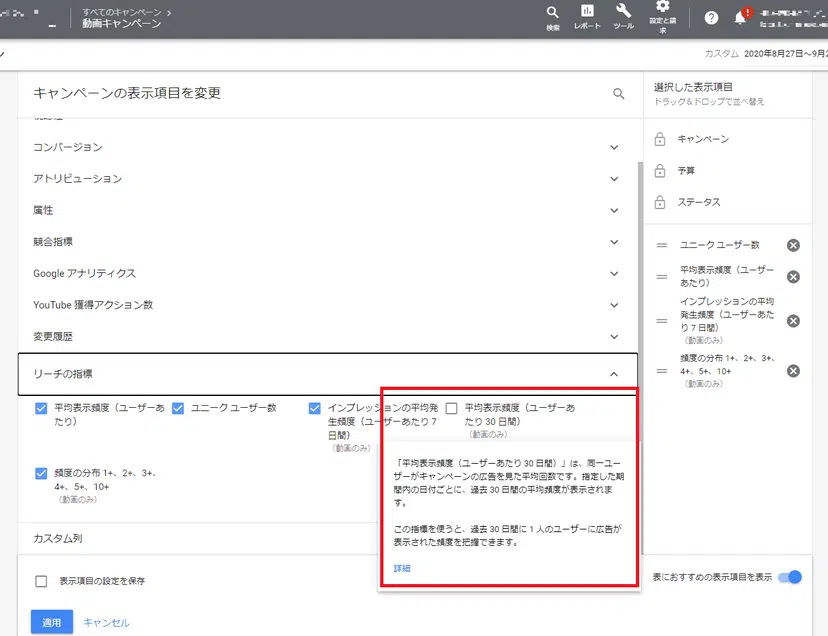 すべてのキャンペーン >
動画キャンペーン
検索
レポート
ツール
設定と請
求
カスタム 2020年8月27日～9月2
キャンペーンの表示項目を変更
コンバージョン
アトリビューション
属性
競合指標
Google アナリティクス
YouTube 獲得アクション数
変更履歴
リーチの指標
平均表示頻度（ユーザーあ
たり）
ユニーク ユーザー数
インプレッションの平均発
生頻度（ユーザーあたり 7
日間）
（動画のみ）
平均表示頻度（ユーザーあ
たり 30 日間）
（動画のみ）
頻度の分布 1+、2+、3+、
4+、5+、10+
（動画のみ）
「平均表示頻度（ユーザーあたり 30 日間）」は、同一ユー
ザーがキャンペーンの広告を見た平均回数です。指定した期
間内の日付ごとに、過去 30 日間の平均頻度が表示されま
す。
この指標を使うと、過去 30 日間に 1 人のユーザーに広告が
表示された頻度を把握できます。
詳細
カスタム列
表示項目の設定を保存
適用
キャンセル
選択した表示項目
ドラッグ＆ドロップで並べ替え
キャンペーン
予算
ステータス
ユニーク ユーザー数
平均表示頻度（ユーザー
あたり）
インプレッションの平均
発生頻度（ユーザーあた
り 7 日間）
（動画のみ）
頻度の分布 1+、2+、3+、
4+、5+、10+
（動画のみ）
表におすすめの表示項目を表示